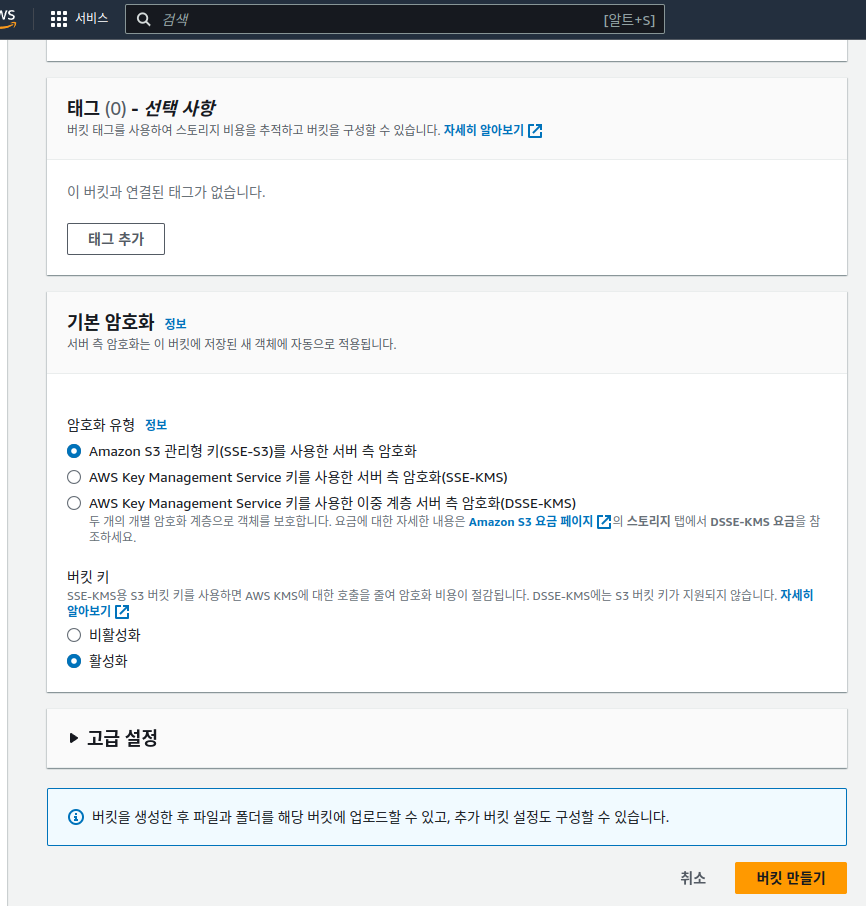 서비스
검색
[알트+S]
태그 (0) - 선택 사항
버킷 태그를 사용하여 스토리지 비용을 추적하고 버킷을 구성할 수 있습니다. 자세히 알아보기
이 버킷과 연결된 태그가 없습니다.
태그 추가
기본 암호화 정보
서버 측 암호화는 이 버킷에 저장된 새 객체에 자동으로 적용됩니다.
암호화 유형 정보
Amazon S3 관리형 키(SSE-S3)를 사용한 서버 측 암호화
AWS Key Management Service 키를 사용한 서버 측 암호화(SSE-KMS)
AWS Key Management Service 키를 사용한 이중 계층 서버 측 암호화(DSSE-KMS)
두 개의 개별 암호화 계층으로 객체를 보호합니다. 요금에 대한 자세한 내용은 Amazon S3 요금 페이지의 스토리지 탭에서 DSSE-KMS 요금을 참
조하세요.
버킷 키
SSE-KMS용 S3 버킷 키를 사용하면 AWS KMS에 대한 호출을 줄여 암호화 비용이 절감됩니다. DSSE-KMS에는 S3 버킷 키가 지원되지 않습니다. 자세히
알아보기
비활성화
활성화
고급 설정
버킷을 생성한 후 파일과 폴더를 해당 버킷에 업로드할 수 있고, 추가 버킷 설정도 구성할 수 있습니다.
취소
버킷 만들기